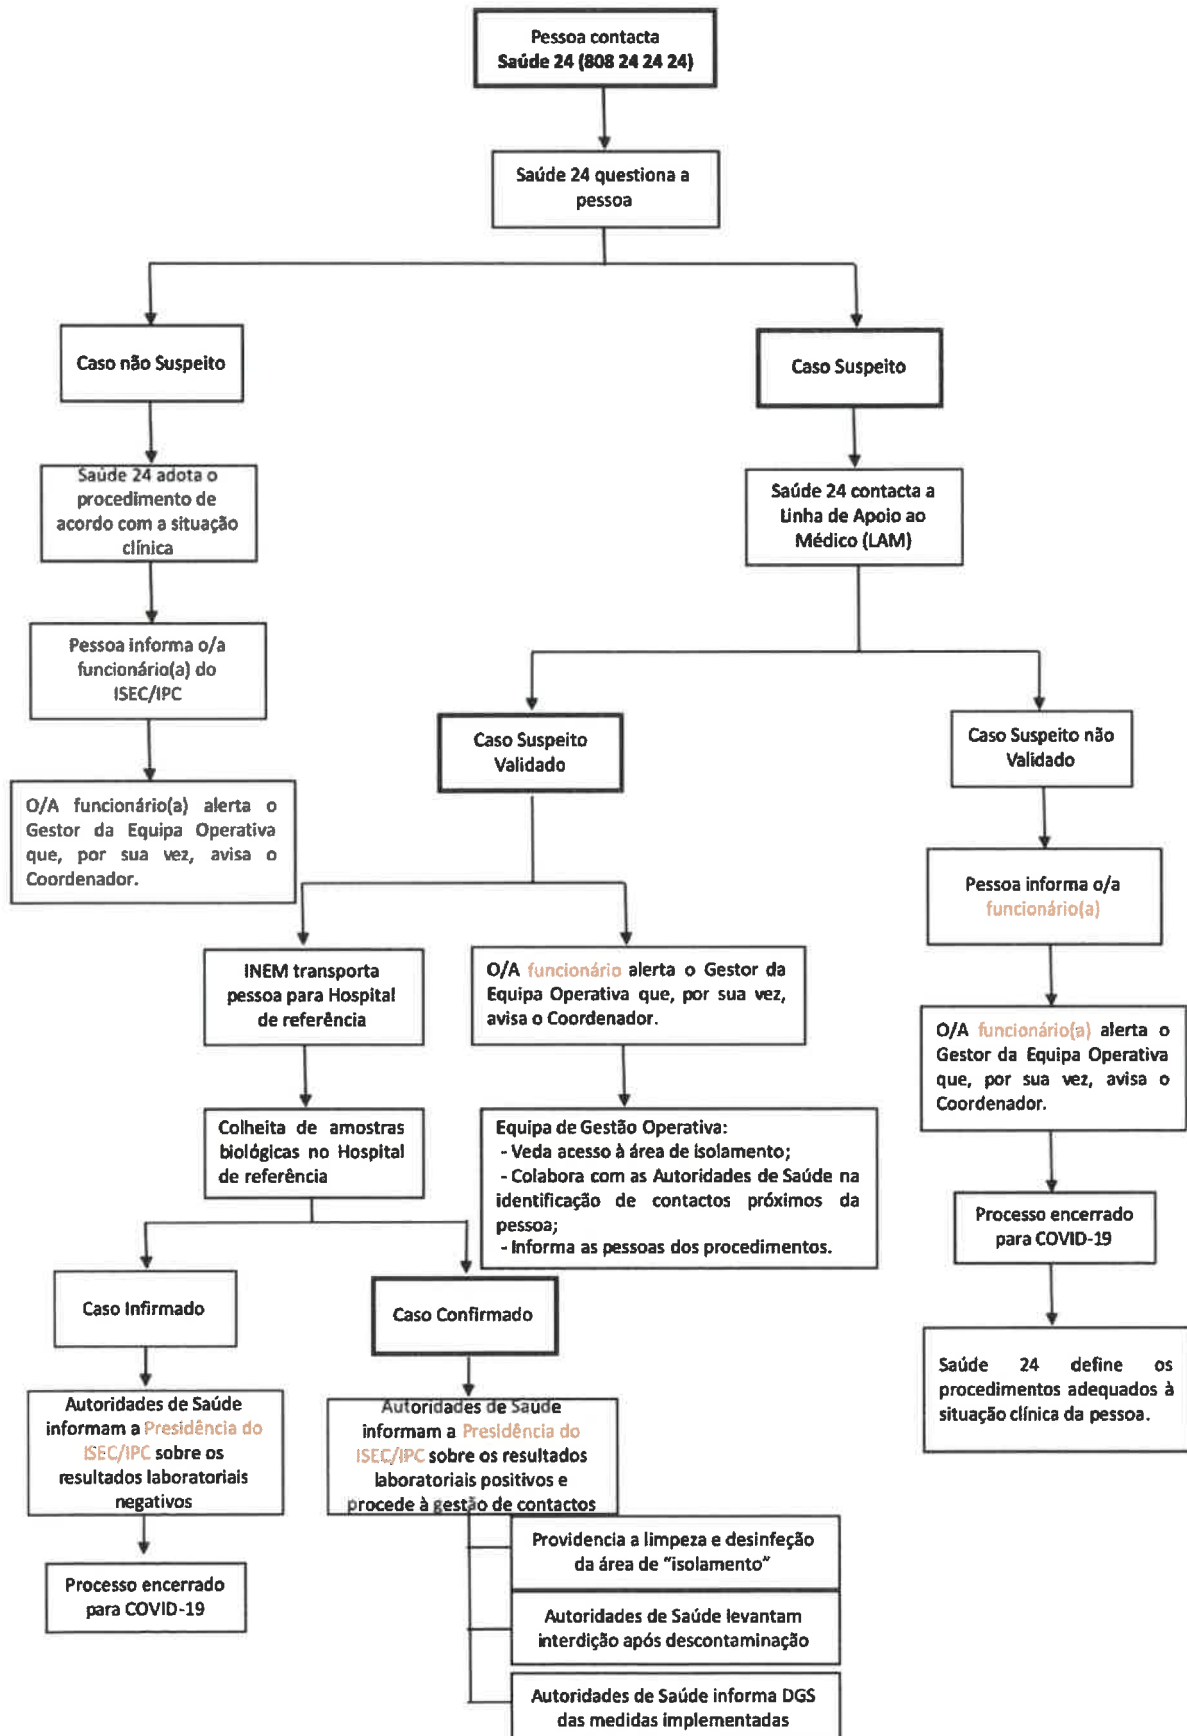 Pessoa contacta
Saúde 24 (808 24 24 24)
Saúde 24 questiona a
pessoa
Caso não Suspeito
Caso Suspeito
Saúde 24 adota o
procedimento de
acordo com a situação
clínica
Saúde 24 contacta a
Linha de Apoio ao
Médico (LAM)
Pessoa informa o/a
funcionário(a) do
ISEC/IPC
O/A funcionário(a) alerta o
Gestor da Equipa Operativa
que, por sua vez, avisa o
Coordenador.
Caso Suspeito
Validado
Caso Suspeito não
Validado
Pessoa informa o/a
funcionário(a)
INEM transporta
pessoa para Hospital
de referência
O/A funcionário alerta o Gestor da
Equipa Operativa que, por sua vez,
avisa o Coordenador.
O/A funcionário(a) alerta o
Gestor da Equipa Operativa
que, por sua vez, avisa o
Coordenador.
Colheita de amostras
biológicas no Hospital
de referência
Equipa de Gestão Operativa:
- Veda acesso à área de isolamento;
- Colabora com as Autoridades de Saúde na
identificação de contactos próximos da
pessoa;
- Informa as pessoas dos procedimentos.
Processo encerrado
para COVID-19
Caso Infirmado
Caso Confirmado
Saúde 24 define os
procedimentos adequados à
situação clínica da pessoa.
Autoridades de Saúde
informam a Presidência do
ISEC/IPC sobre os
resultados laboratoriais
negativos
Autoridades de Saúde
informam a Presidência do
ISEC/IPC sobre os resultados
laboratoriais positivos e
procede à gestão de contactos
Processo encerrado
para COVID-19
Providencia a limpeza e desinfeção
da área de "isolamento"
Autoridades de Saúde levantam
interdição após descontaminação
Autoridades de Saúde informa DGS
das medidas implementadas